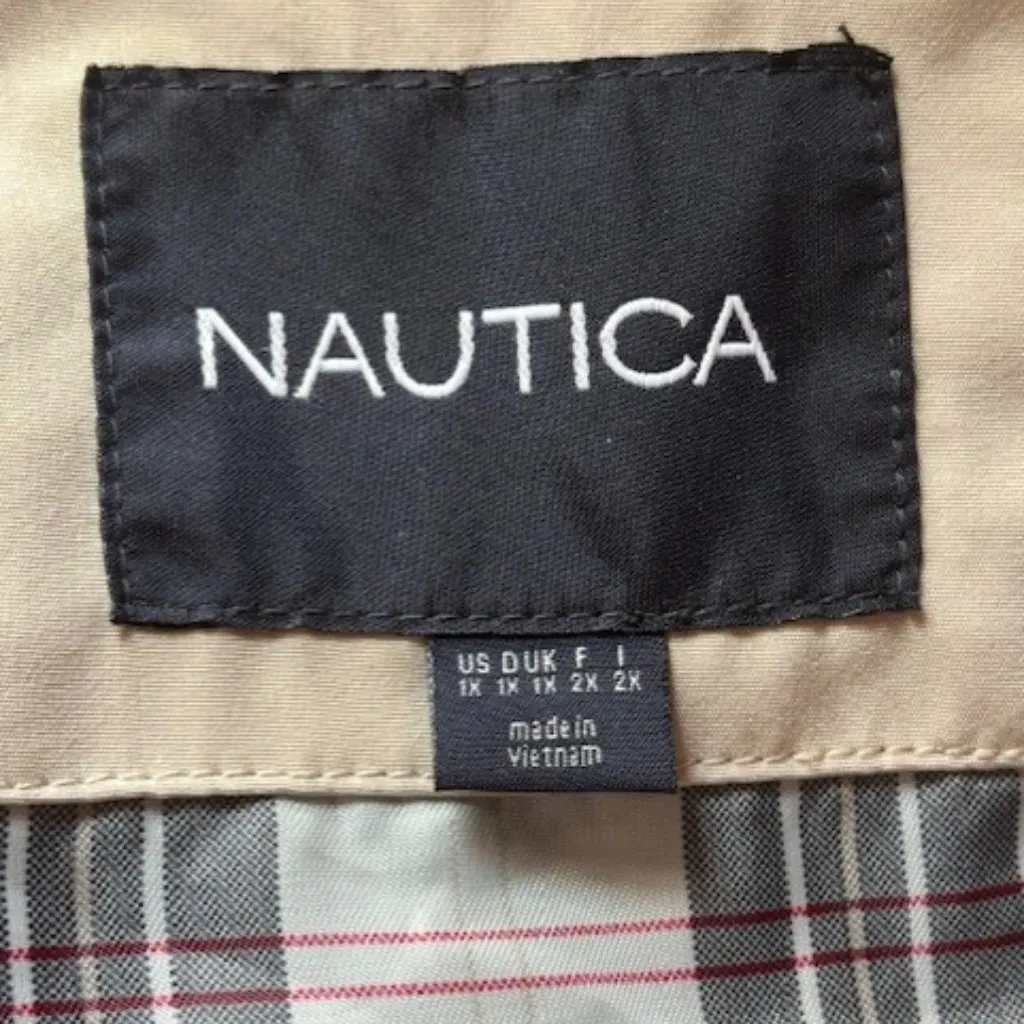 NAUTICA
US D UK F I
1X 1X 1X 2X 2X
made in
Vietnam